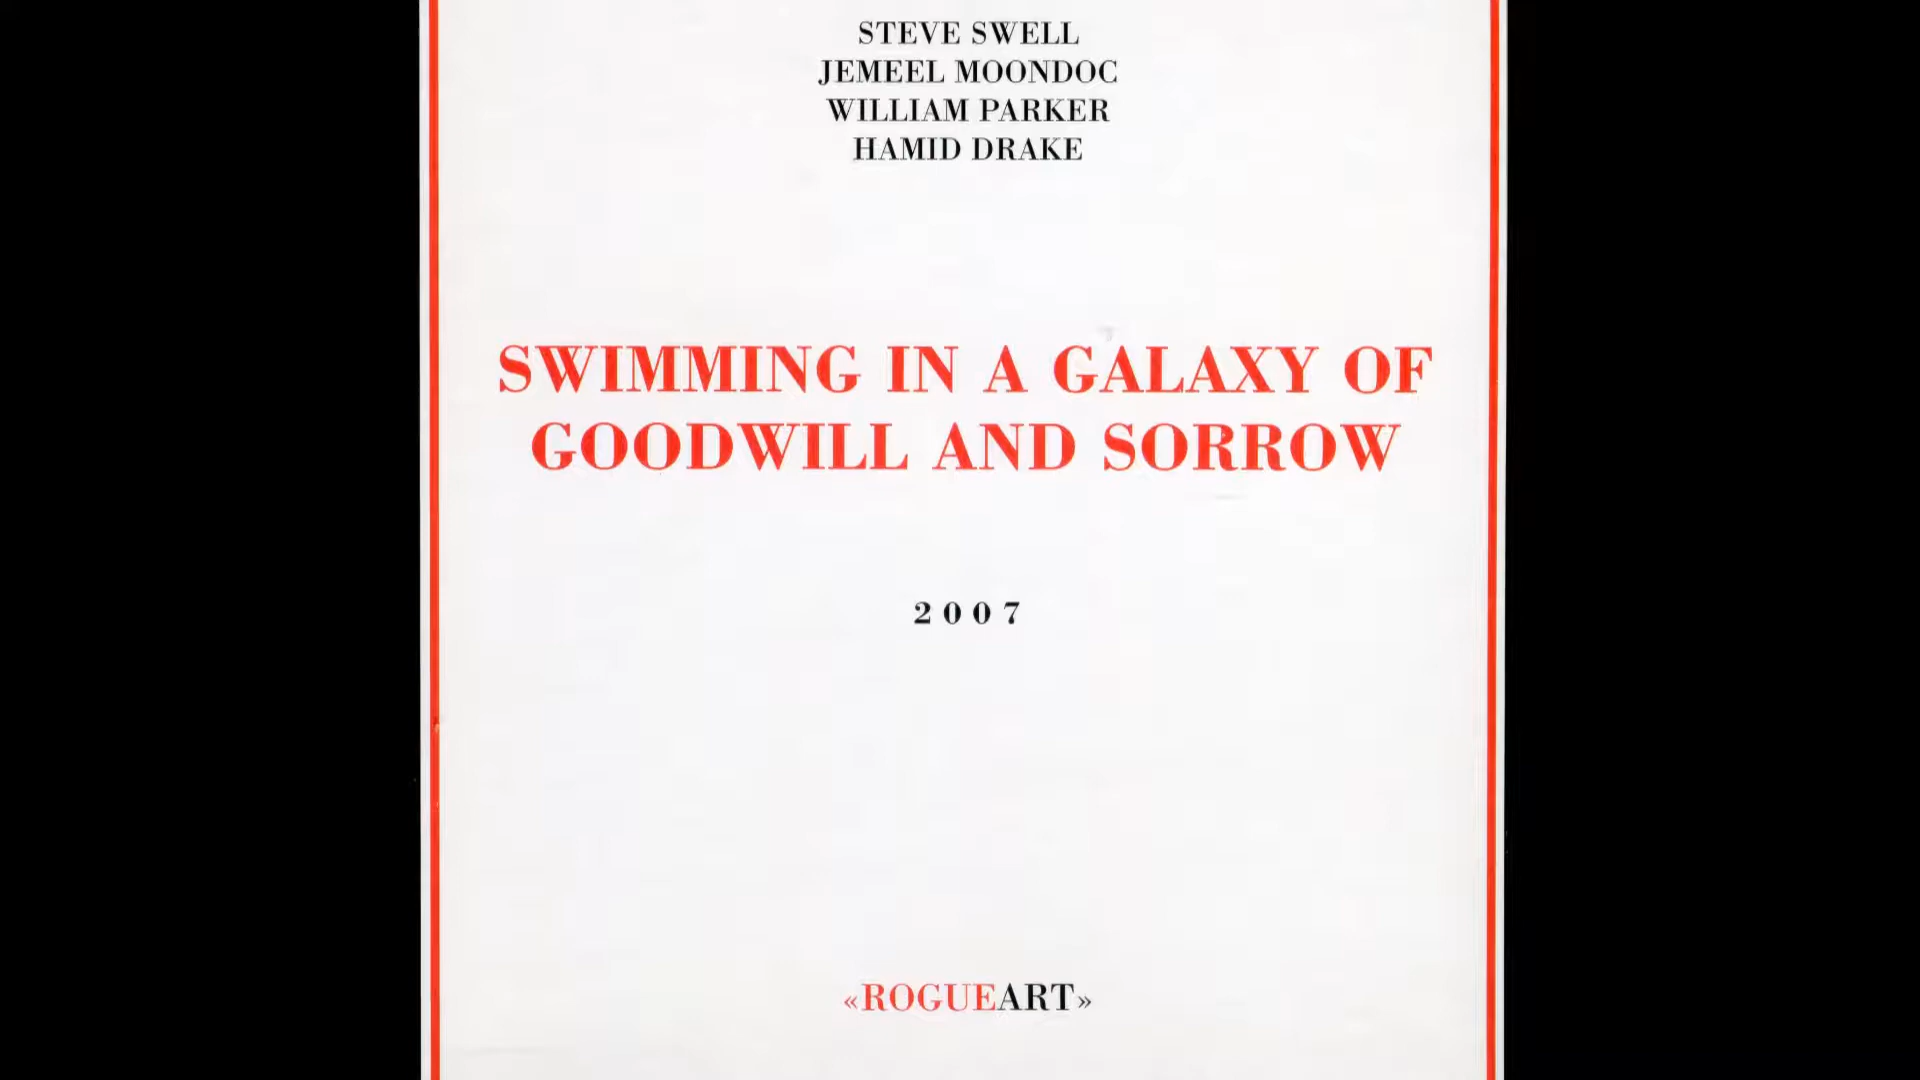 STEVE SWELL
JEMEEL MOONDOC
WILLIAM PARKER
HAMID DRAKE
SWIMMING IN A GALAXY OF
GOODWILL AND SORROW
2007
«ROGUEART»